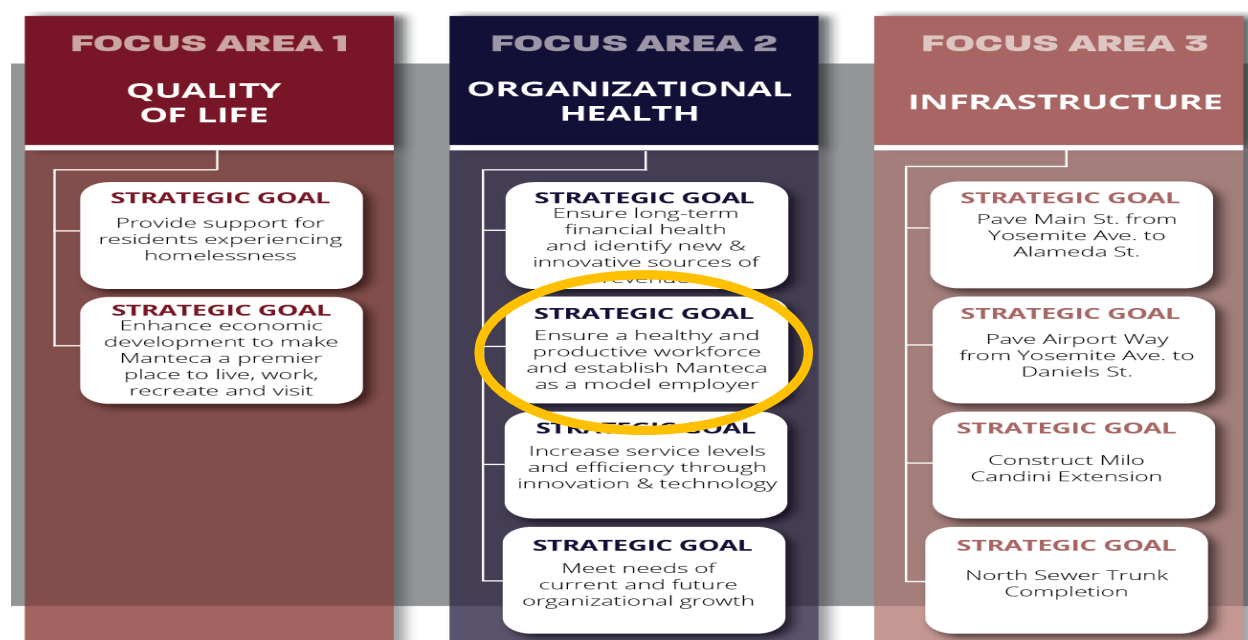 FOCUS AREA 1
QUALITY
OF LIFE
STRATEGIC GOAL
Provide support for
residents experiencing
homelessness
STRATEGIC GOAL
Enhance economic
development to make
Manteca a premier
place to live, work,
recreate and visit
FOCUS AREA 2
ORGANIZATIONAL
HEALTH
STRATEGIC GOAL
Ensure long-term
financial health
and identify new &
innovative sources of
revenue
STRATEGIC GOAL
Ensure a healthy and
productive workforce
and establish Manteca
as a model employer
STRATEGIC GOAL
Increase service levels
and efficiency through
innovation & technology
STRATEGIC GOAL
Meet needs of
current and future
organizational growth
FOCUS AREA 3
INFRASTRUCTURE
STRATEGIC GOAL
Pave Main St. from
Yosemite Ave. to
Alameda St.
STRATEGIC GOAL
Pave Airport Way
from Yosemite Ave. to
Daniels St.
STRATEGIC GOAL
Construct Milo
Candini Extension
STRATEGIC GOAL
North Sewer Trunk
Completion